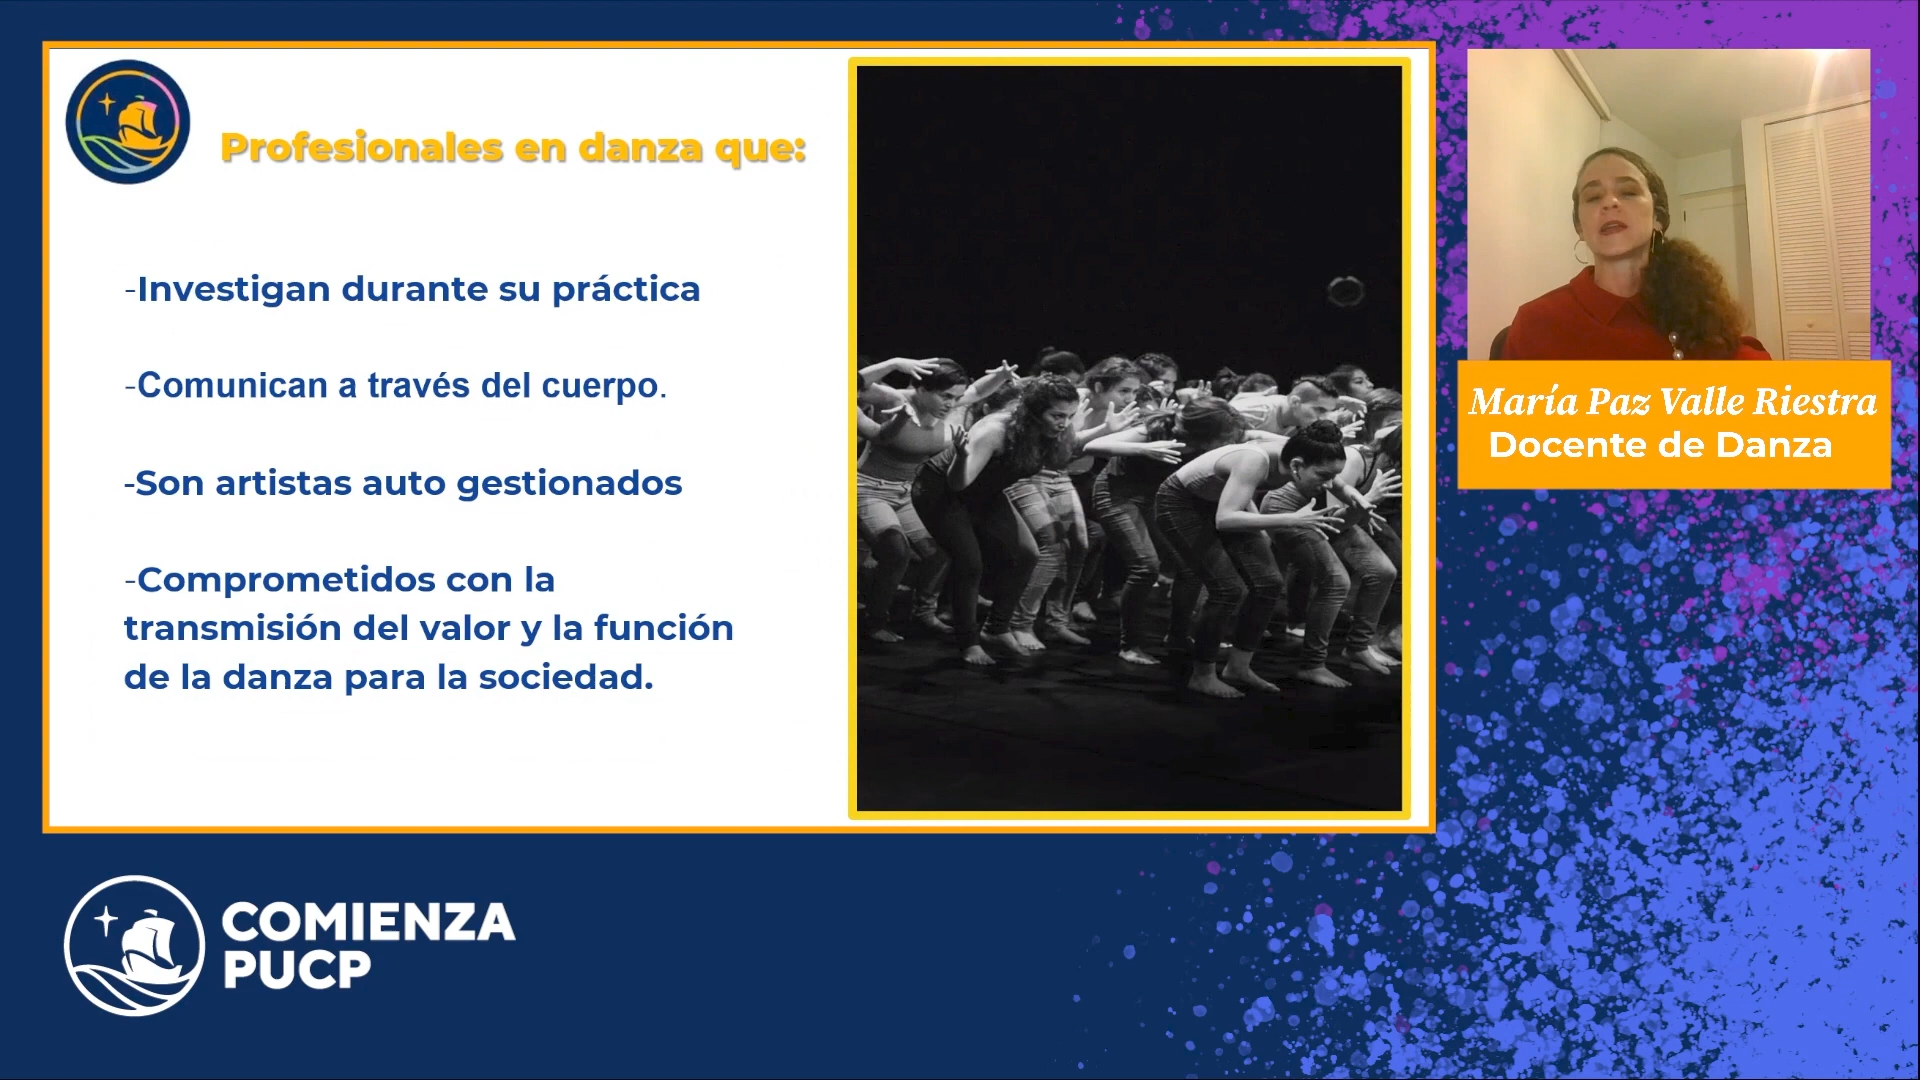 Profesionales en danza que:
-Investigan durante su práctica
-Comunican a través del cuerpo.
-Son artistas auto gestionados
-Comprometidos con la
transmisión del valor y la función
de la danza para la sociedad.
María Paz Valle Riestra
Docente de Danza
COMIENZA
PUCP